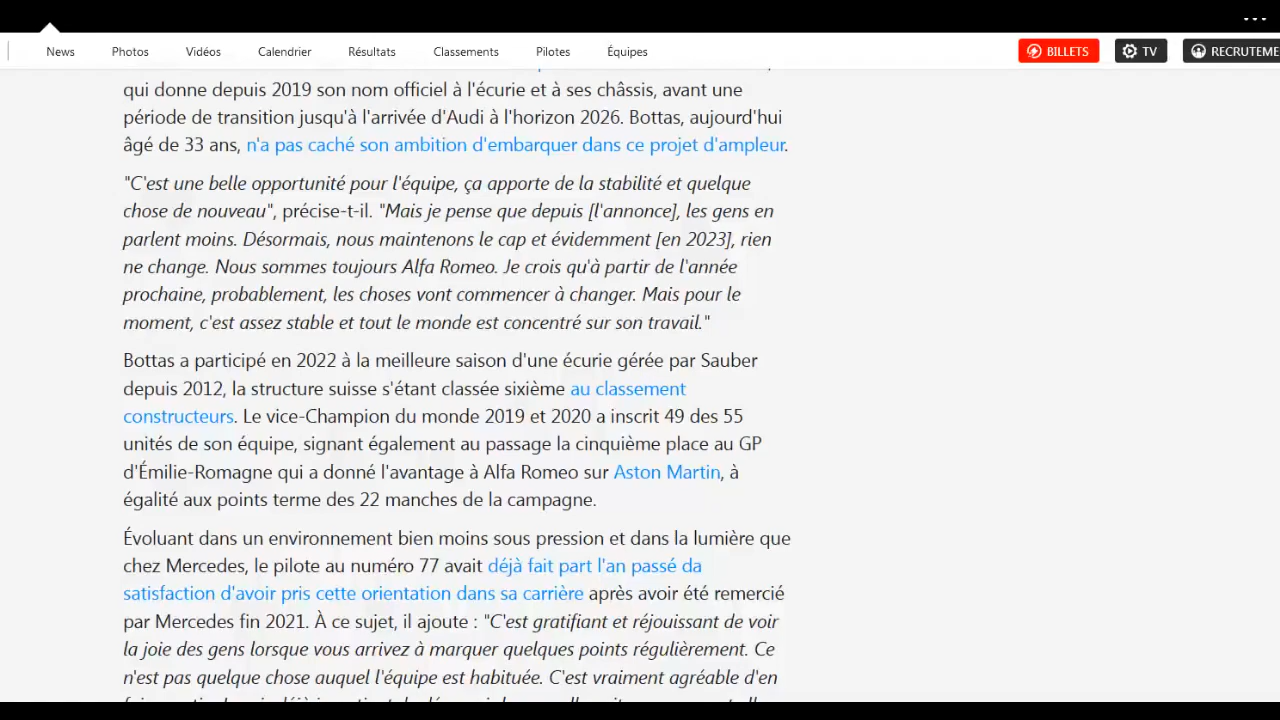 ...
News Photos Vidéos Calendrier Résultats Classements Pilotes Équipes BILLETS TV RECRUTEME
qui donne depuis 2019 son nom officiel à l'écurie et à ses châssis, avant une
période de transition jusqu'à l'arrivée d'Audi à l'horizon 2026. Bottas, aujourd'hui
âgé de 33 ans, n'a pas caché son ambition d'embarquer dans ce projet d'ampleur.
"C'est une belle opportunité pour l'équipe, ça apporte de la stabilité et quelque
chose de nouveau", précise-t-il. "Mais je pense que depuis [l'annonce], les gens en
parlent moins. Désormais, nous maintenons le cap et évidemment [en 2023], rien
ne change. Nous sommes toujours Alfa Romeo. Je crois qu'à partir de l'année
prochaine, probablement, les choses vont commencer à changer. Mais pour le
moment, c'est assez stable et tout le monde est concentré sur son travail."
Bottas a participé en 2022 à la meilleure saison d'une écurie gérée par Sauber
depuis 2012, la structure suisse s'étant classée sixième au classement
constructeurs. Le vice-Champion du monde 2019 et 2020 a inscrit 49 des 55
unités de son équipe, signant également au passage la cinquième place au GP
d'Émilie-Romagne qui a donné l'avantage à Alfa Romeo sur Aston Martin, à
égalité aux points terme des 22 manches de la campagne.
Évoluant dans un environnement bien moins sous pression et dans la lumière que
chez Mercedes, le pilote au numéro 77 avait déjà fait part l'an passé da
satisfaction d'avoir pris cette orientation dans sa carrière après avoir été remercié
par Mercedes fin 2021. À ce sujet, il ajoute : "C'est gratifiant et réjouissant de voir
la joie des gens lorsque vous arrivez à marquer quelques points régulièrement. Ce
n'est pas quelque chose auquel l'équipe est habituée. C'est vraiment agréable d'en